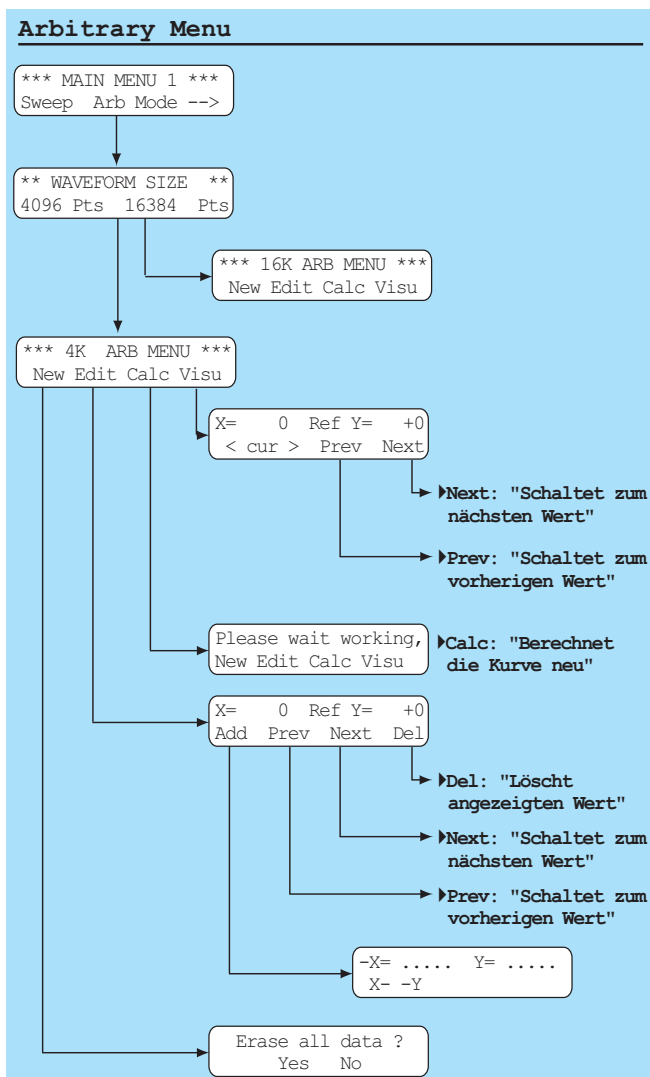 Arbitrary Menu
*** MAIN MENU 1 ***
Sweep Arb Mode -->
** WAVEFORM SIZE **
4096 Pts 16384 Pts
*** 16K ARB MENU ***
New Edit Calc Visu
*** 4K ARB MENU ***
New Edit Calc Visu
X= 0 Ref Y= +0
< cur > Prev Next
Next: "Schaltet zum
nächsten Wert"
Prev: "Schaltet zum
vorherigen Wert"
Please wait working,
New Edit Calc Visu
Calc: "Berechnet
die Kurve neu"
X= 0 Ref Y= +0
Add Prev Next Del
Del: "Löscht
angezeigten Wert"
Next: "Schaltet zum
nächsten Wert"
Prev: "Schaltet zum
vorherigen Wert"
-X= ..... Y= .....
X- -Y
Erase all data ?
Yes No